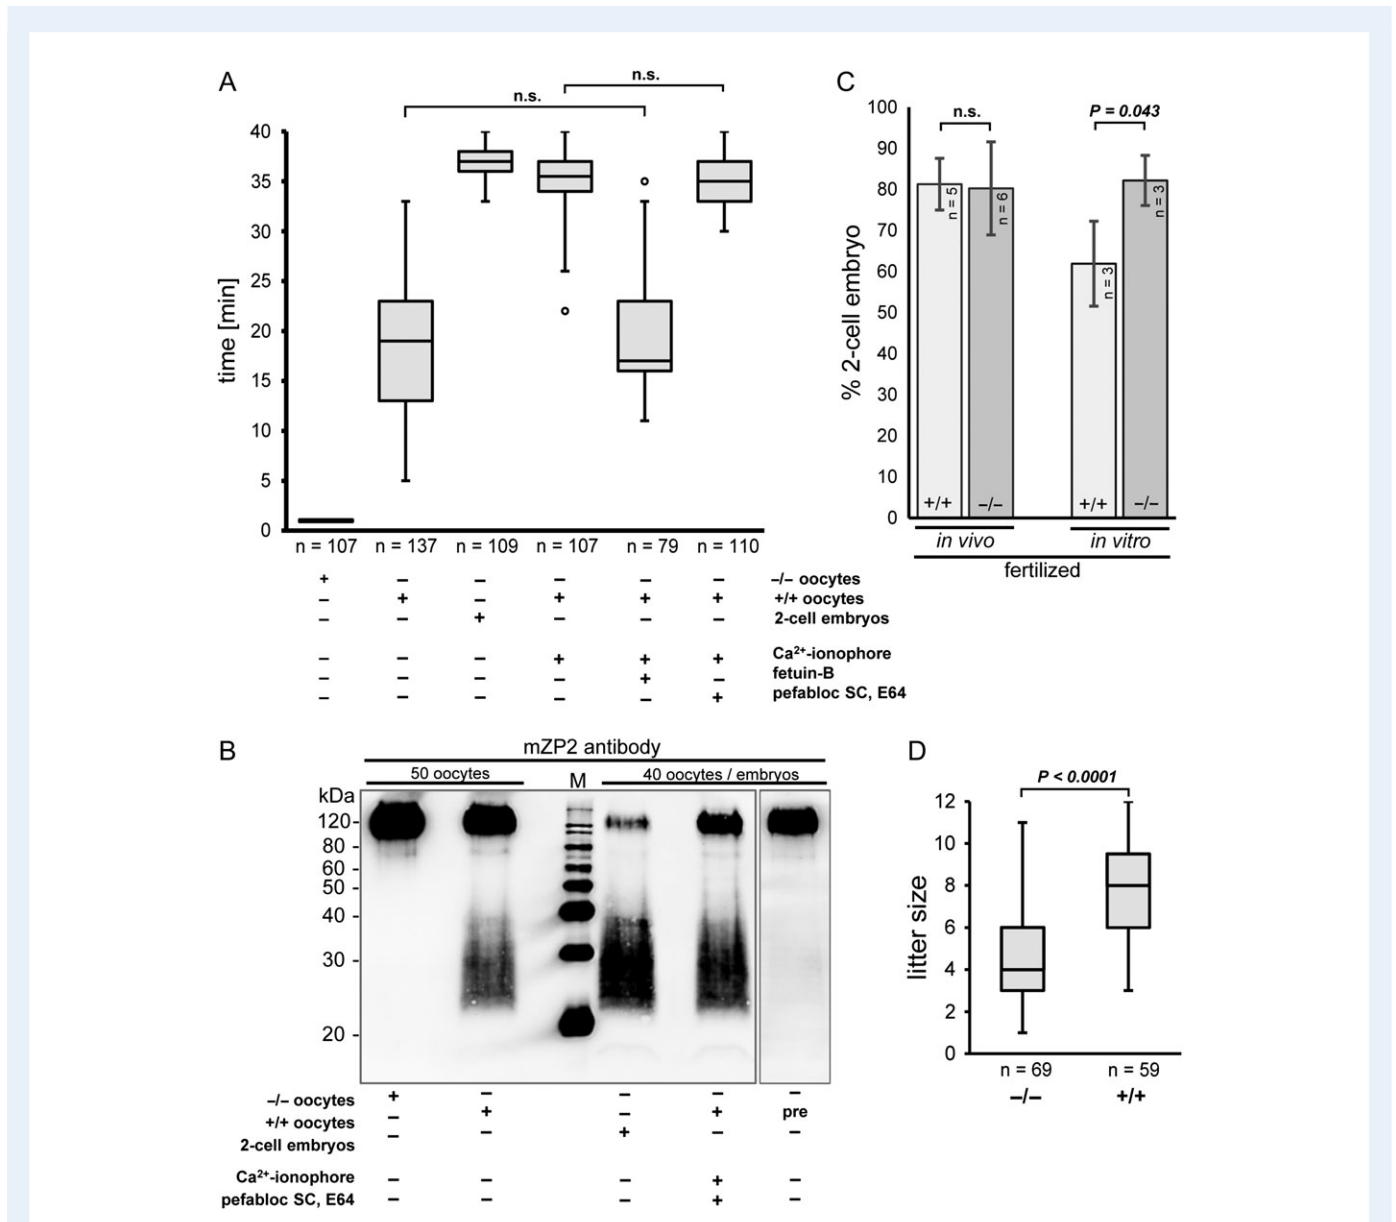 A
n.s.
n.s.
time [min]
40
35
30
25
20
15
10
5
0
n = 107 n = 137 n = 109 n = 107 n = 79 n = 110
+ – – – – – –/– oocytes
– + – + + + +/+ oocytes
– – + – – – 2-cell embryos
– – – + + + Ca²⁺-ionophore
– – – – + – fetuin-B
– – – – – + pefabloc SC, E64
C
n.s.
P = 0.043
% 2-cell embryo
100
90
80
70
60
50
40
30
20
10
0
n = 5
n = 6
n = 3
n = 3
+/+ –/– +/+ –/–
in vivo in vitro
fertilized
B
mZP2 antibody
50 oocytes M 40 oocytes / embryos
kDa
120-
80 -
60 -
50 -
40 -
30 -
20 -
–/– oocytes + – – – –
+/+ oocytes – + – + pre
2-cell embryos – – + – –
Ca²⁺-ionophore – – – + –
pefabloc SC, E64 – – – + –
D
P < 0.0001
litter size
12
10
8
6
4
2
0
n = 69 n = 59
–/– +/+